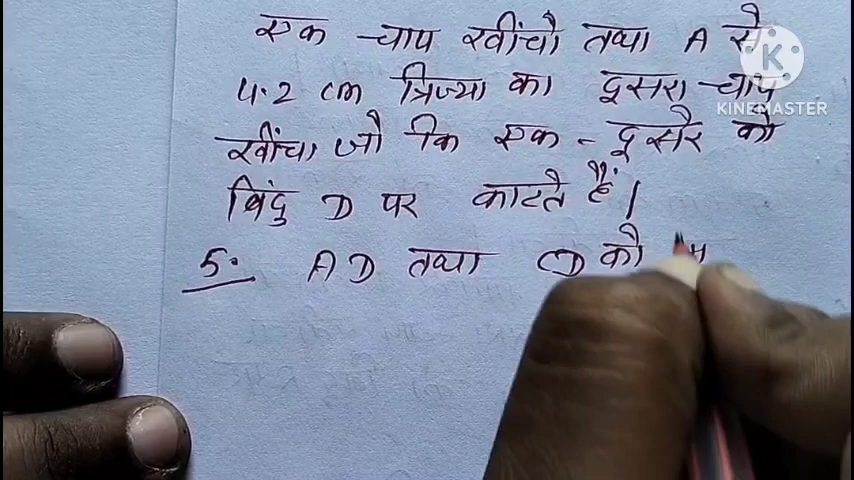 एक चाप खींचो तथा A से
4.2 cm त्रिज्या का दूसरा चाप
खींचा जो कि एक-दूसरे को
बिंदु D पर काटते हैं।
5. AD तथा CD को
KINEMASTER